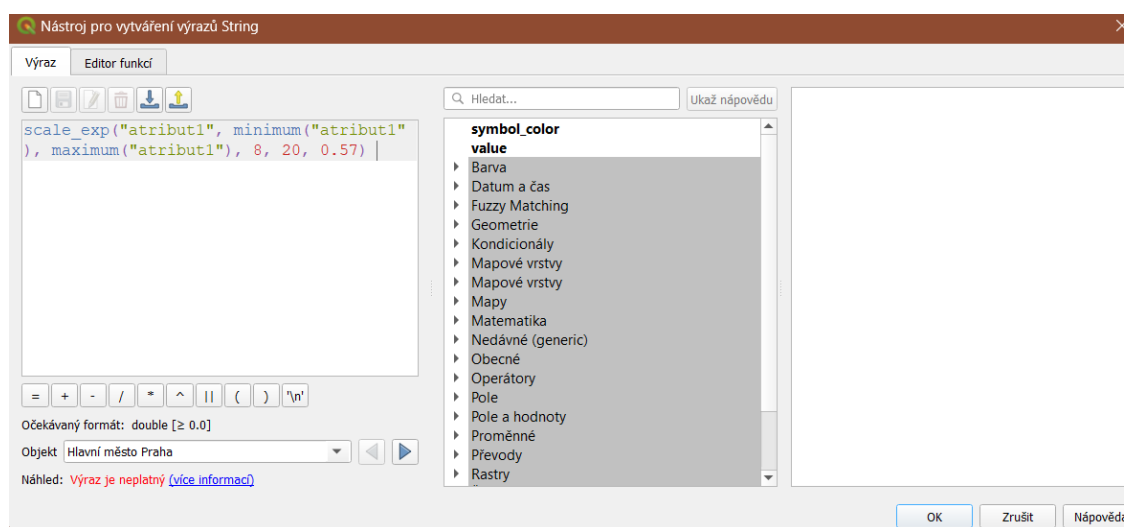 Nástroj pro vytváření výrazů String
Výraz
Editor funkcí
Hledat...
Ukaž nápovědu
scale_exp("atribut1", minimum("atribut1"
), maximum("atribut1"), 8, 20, 0.57)
symbol_color
value
Barva
Datum a čas
Fuzzy Matching
Geometrie
Kondicionály
Mapové vrstvy
Mapové vrstvy
Mapy
Matematika
Nedávné (generic)
Obecné
Operátory
Pole
Pole a hodnoty
Proměnné
Převody
Rastry
= + - / * ^ || ( ) '\n'
Očekávaný formát: double [≥ 0.0]
Objekt Hlavní město Praha
Náhled: Výraz je neplatný (více informací)
OK
Zrušit
Nápověda